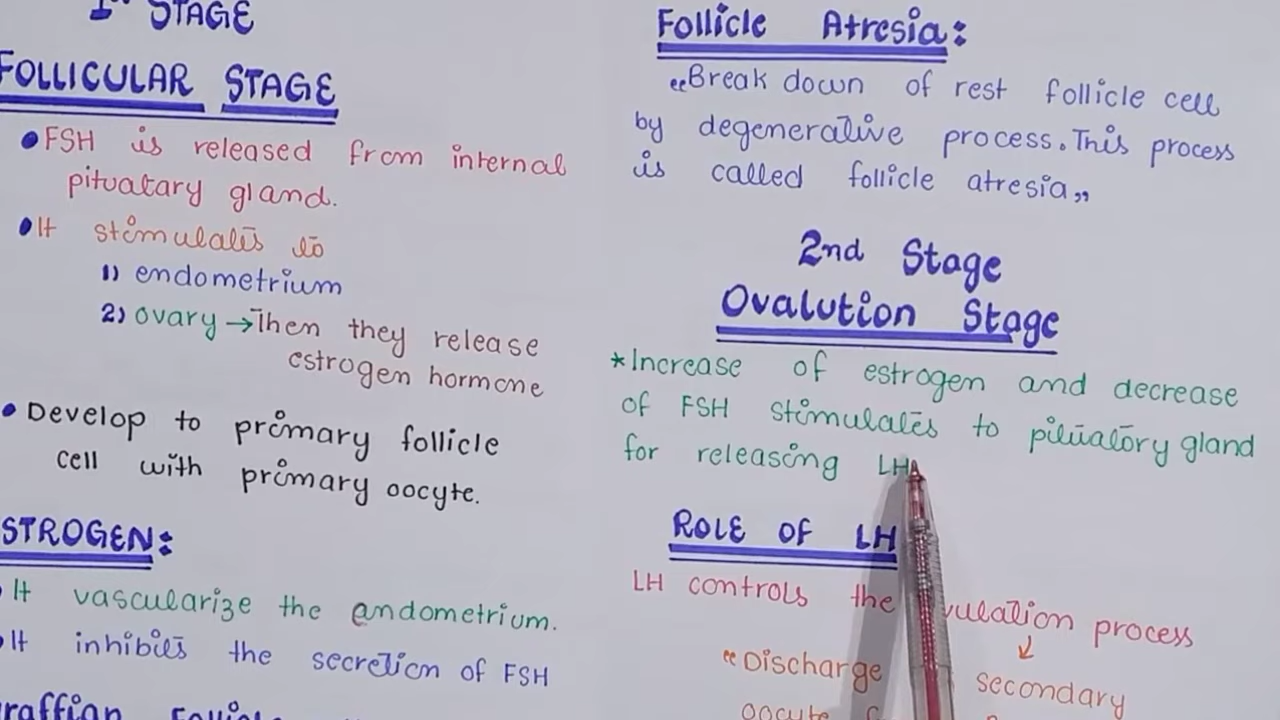 1st STAGE
FOLLICULAR STAGE
• FSH is released from internal
pituatary gland.
• It stimulates to
1) endometrium
2) ovary → Then they release
estrogen hormone
• Develop to primary follicle
cell with primary oocyte.
STROGEN:
• It vascularize the endometrium.
• It inhibits the secretion of FSH
raffian
Follicle Atresia:
"Break down of rest follicle cell
by degenerative process. This process
is called follicle atresia"
2nd Stage
Ovalution Stage
* Increase of estrogen and decrease
of FSH stimulates to pituatory gland
for releasing LH
ROLE OF LH
LH controls the vulation process
↓
"Discharge secondary
oocyte